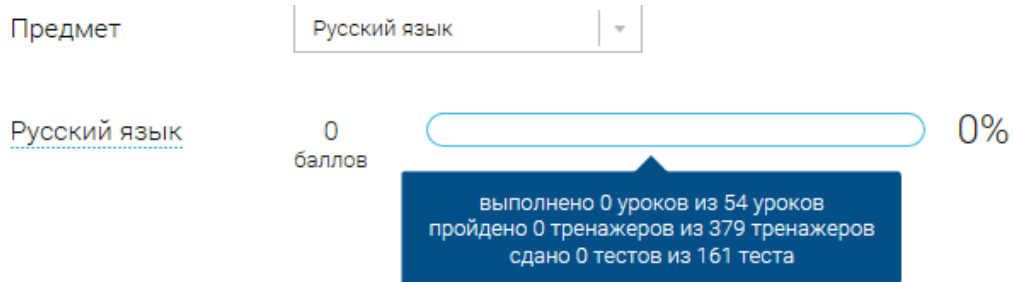 Предмет
Русский язык
Русский язык
0
баллов
0%
выполнено 0 уроков из 54 уроков
пройдено 0 тренажеров из 379 тренажеров
сдано 0 тестов из 161 теста